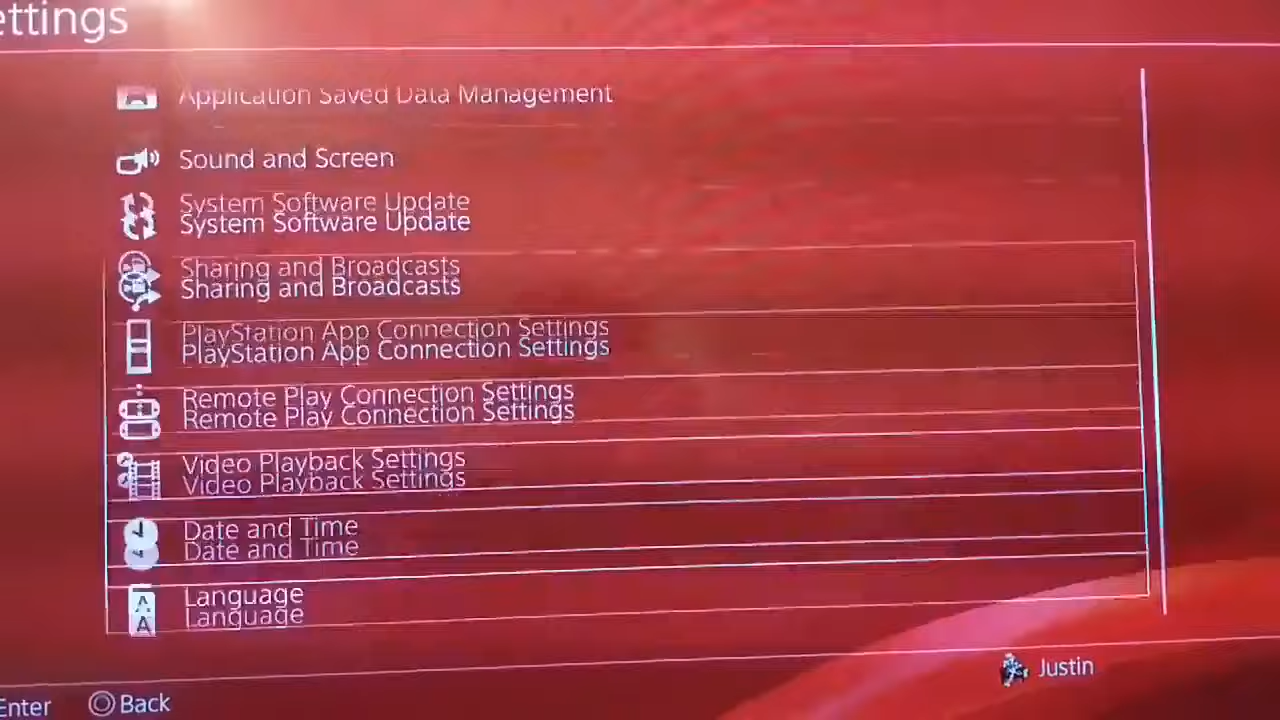 ettings
Application Saved Data Management
Sound and Screen
System Software Update
System Software Update
Sharing and Broadcasts
Sharing and Broadcasts
PlayStation App Connection Settings
PlayStation App Connection Settings
Remote Play Connection Settings
Remote Play Connection Settings
Video Playback Settings
Video Playback Settings
Date and Time
Date and Time
Language
Language
Justin
Enter Back